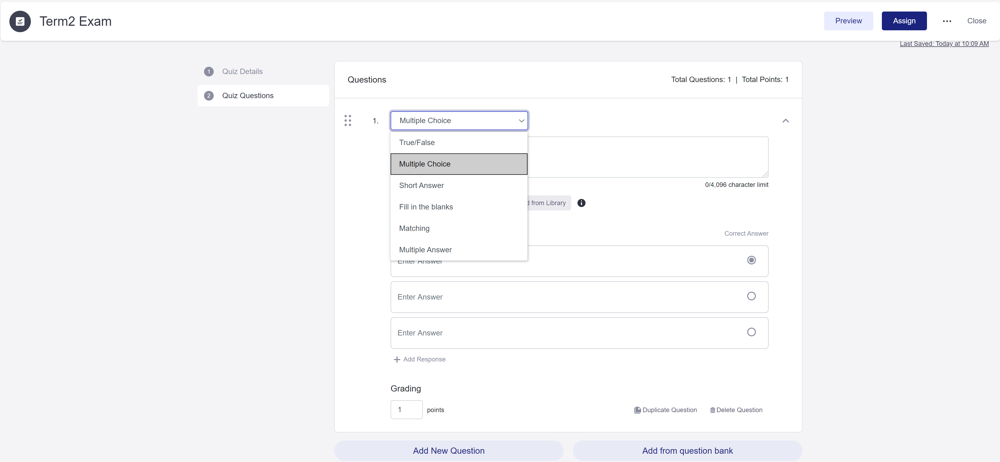 Term2 Exam
Preview
Assign
Close
Last Saved: Today at 10:09 AM
1 Quiz Details
2 Quiz Questions
Questions
Total Questions: 1 | Total Points: 1
1.
Multiple Choice
True/False
Multiple Choice
Short Answer
Fill in the blanks
Matching
Multiple Answer
0/4,096 character limit
from Library
Correct Answer
Enter Answer
Enter Answer
Enter Answer
Add Response
Grading
1 points
Duplicate Question
Delete Question
Add New Question
Add from question bank